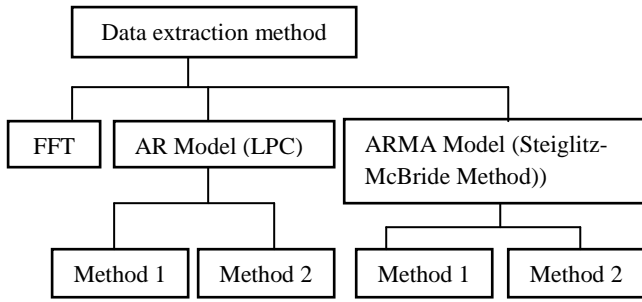 Data extraction method
FFT
AR Model (LPC)
ARMA Model (Steiglitz-
McBride Method))
Method 1
Method 2
Method 1
Method 2